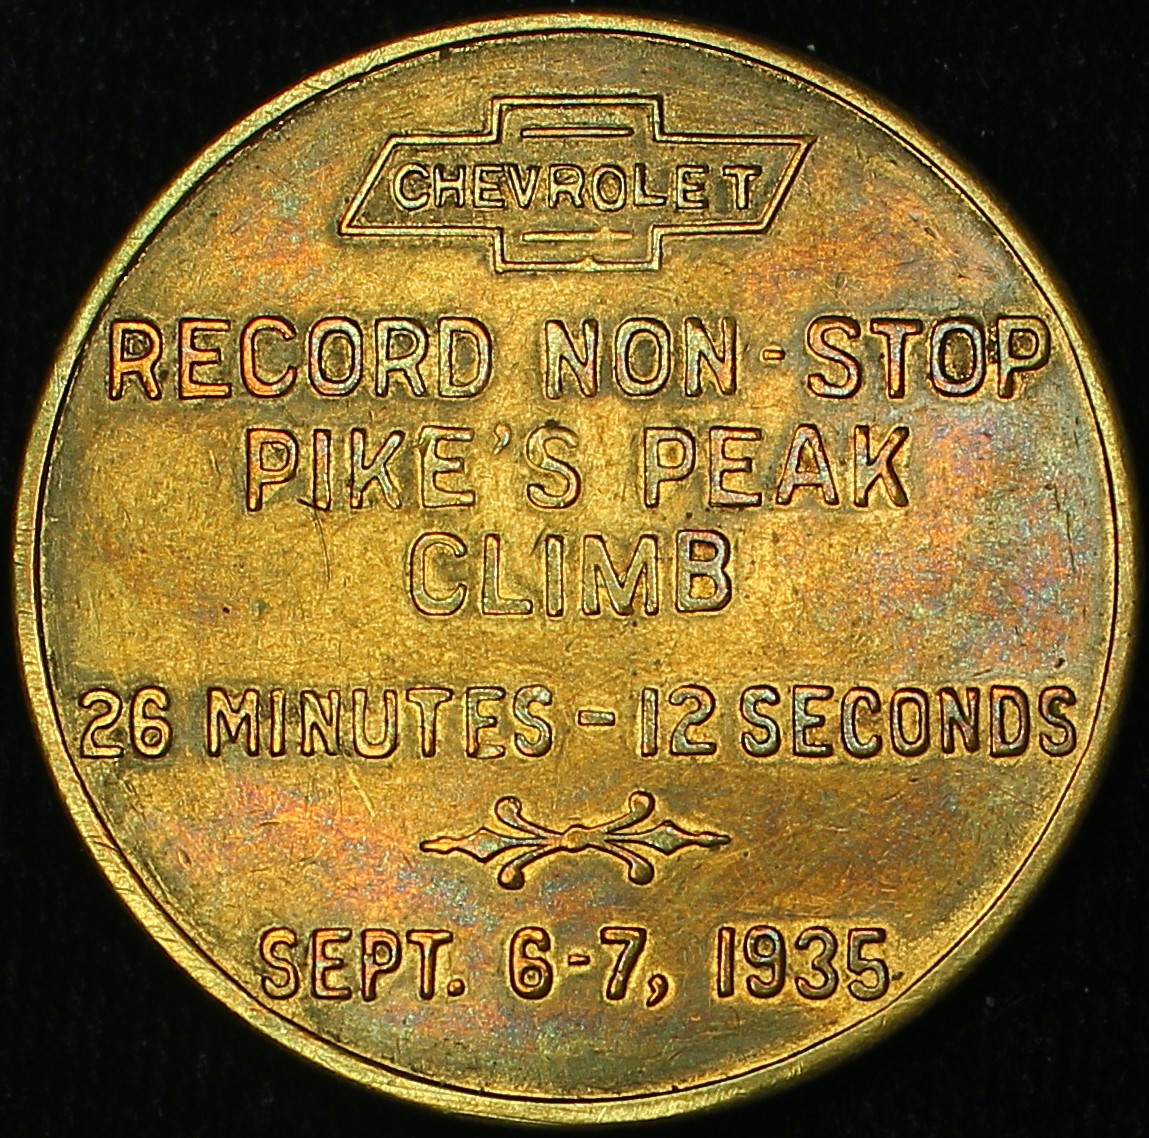 CHEVROLET
RECORD NON-STOP
PIKE'S PEAK
CLIMB
26 MINUTES - 12 SECONDS
SEPT. 6-7, 1935